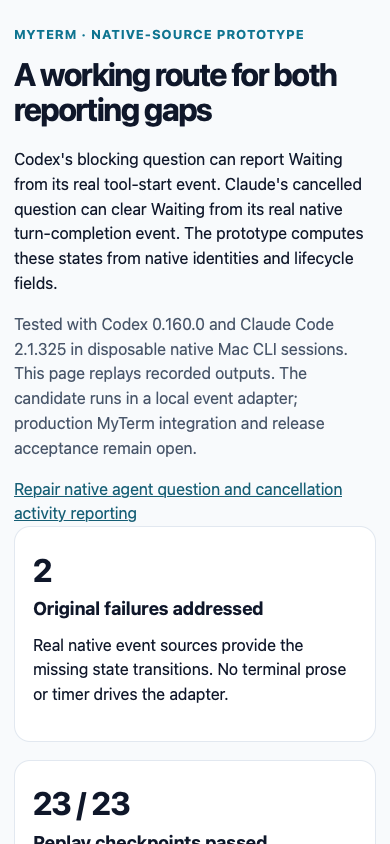 MYTERM · NATIVE-SOURCE PROTOTYPE
A working route for both
reporting gaps
Codex's blocking question can report Waiting
from its real tool-start event. Claude's cancelled
question can clear Waiting from its real native
turn-completion event. The prototype computes
these states from native identities and lifecycle
fields.
Tested with Codex 0.160.0 and Claude Code
2.1.325 in disposable native Mac CLI sessions.
This page replays recorded outputs. The
candidate runs in a local event adapter;
production MyTerm integration and release
acceptance remain open.
Repair native agent question and cancellation
activity reporting
2
Original failures addressed
Real native event sources provide the
missing state transitions. No terminal prose
or timer drives the adapter.
23 / 23
Replay checkpoints passed